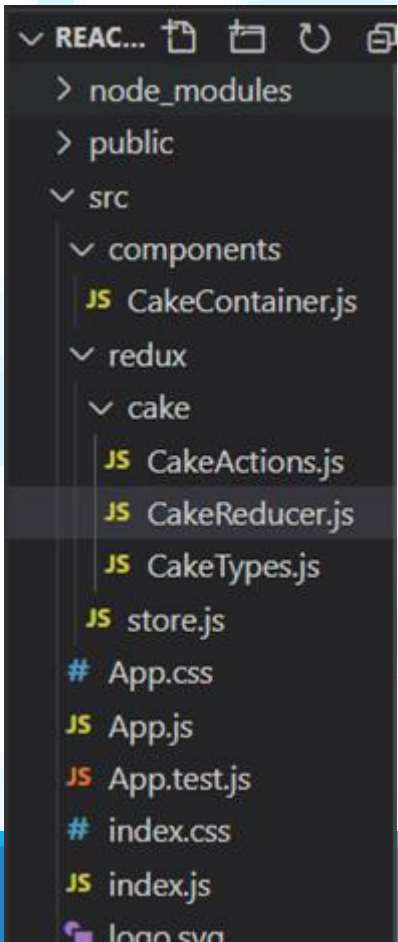 REAC...
node_modules
public
src
components
JS CakeContainer.js
redux
cake
JS CakeActions.js
JS CakeReducer.js
JS CakeTypes.js
JS store.js
# App.css
JS App.js
JS App.test.js
# index.css
JS index.js
logo.svg